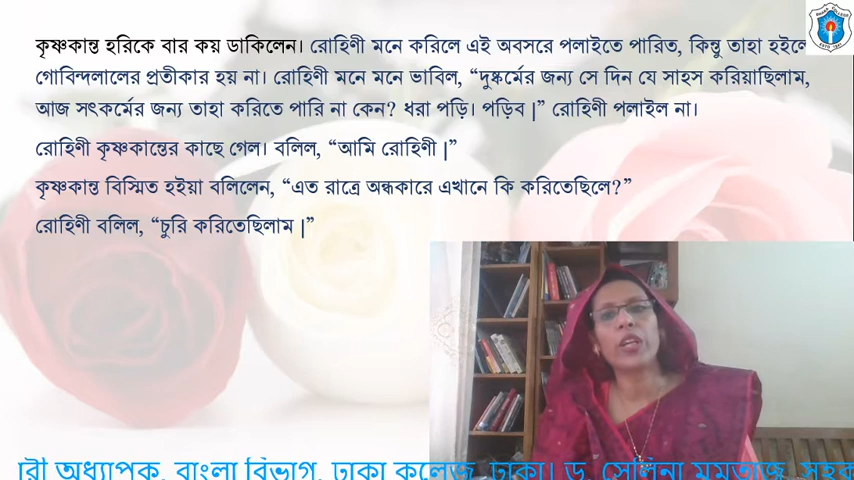 কৃষ্ণকান্ত হরিকে বার কয় ডাকিলেন। রোহিণী মনে করিলে এই অবসরে পলাইতে পারিত, কিন্তু তাহা হইলে
গোবিন্দলালের প্রতীকার হয় না। রোহিণী মনে মনে ভাবিল, “দুষ্কর্মের জন্য সে দিন যে সাহস করিয়াছিলাম,
আজ সৎকর্মের জন্য তাহা করিতে পারি না কেন? ধরা পড়ি। পড়িব |” রোহিণী পলাইল না।
রোহিণী কৃষ্ণকান্তের কাছে গেল। বলিল, “আমি রোহিণী |”
কৃষ্ণকান্ত বিস্মিত হইয়া বলিলেন, “এত রাত্রে অন্ধকারে এখানে কি করিতেছিলে?”
রোহিণী বলিল, “চুরি করিতেছিলাম |”
রী অধ্যাপক, বাংলা বিভাগ, ঢাকা কলেজ, ঢাকা। ড. সেলিনা মমতাজ, সহক